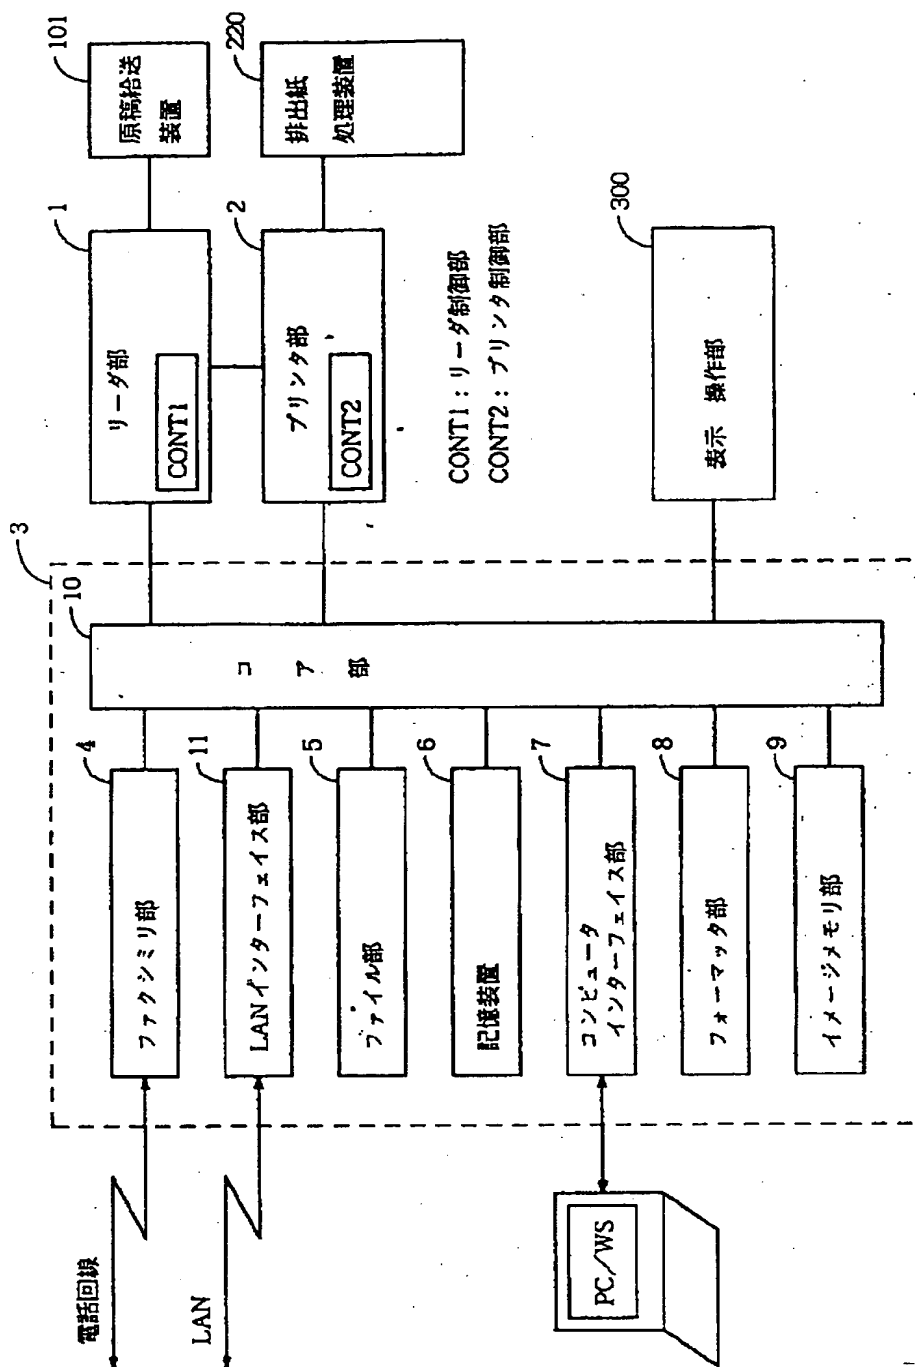 電話回線
LAN
PC/WS
3
4
ファクシミリ部
11
LANインターフェイス部
5
ファイル部
6
記憶装置
7
コンピュータ
インターフェイス部
8
フォーマッタ部
9
イメージメモリ部
10
コア部
1
リーダ部
CONT1
2
プリンタ部
CONT2
101
原稿給送
装置
220
排出紙
処理装置
CONT1：リーダ制御部
CONT2：プリンタ制御部
300
表示 操作部